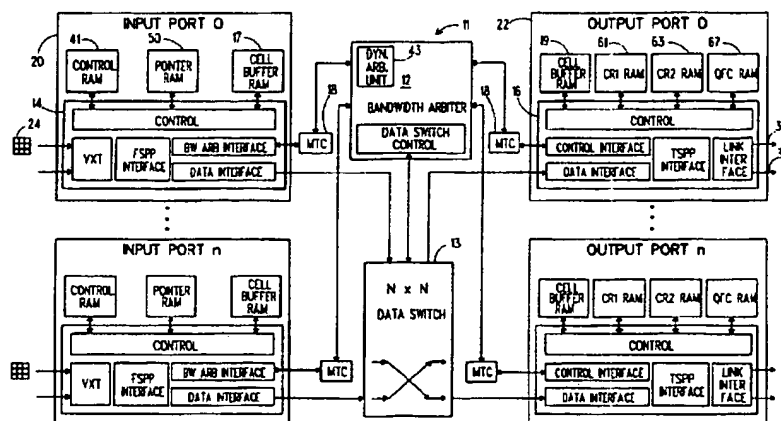 INPUT PORT 0
20
41
CONTROL RAM
50
POINTER RAM
17
CELL BUFFER RAM
14
CONTROL
24
VXT
FSPP INTERFACE
BW ARB INTERFACE
DATA INTERFACE
18
MTC
11
DYN. ARB. UNIT
43
12
BANDWIDTH ARBITER
DATA SWITCH CONTROL
18
MTC
22
OUTPUT PORT 0
19
CELL BUFFER RAM
61
CR1 RAM
63
CR2 RAM
67
QFC RAM
16
CONTROL
CONTROL INTERFACE
DATA INTERFACE
TSPP INTERFACE
LINK INTER FACE
INPUT PORT n
CONTROL RAM
POINTER RAM
CELL BUFFER RAM
CONTROL
VXT
FSPP INTERFACE
BW ARB INTERFACE
DATA INTERFACE
MTC
13
N x N
DATA SWITCH
MTC
OUTPUT PORT n
CELL BUFFER RAM
CR1 RAM
CR2 RAM
QFC RAM
CONTROL
CONTROL INTERFACE
DATA INTERFACE
TSPP INTERFACE
LINK INTER FACE